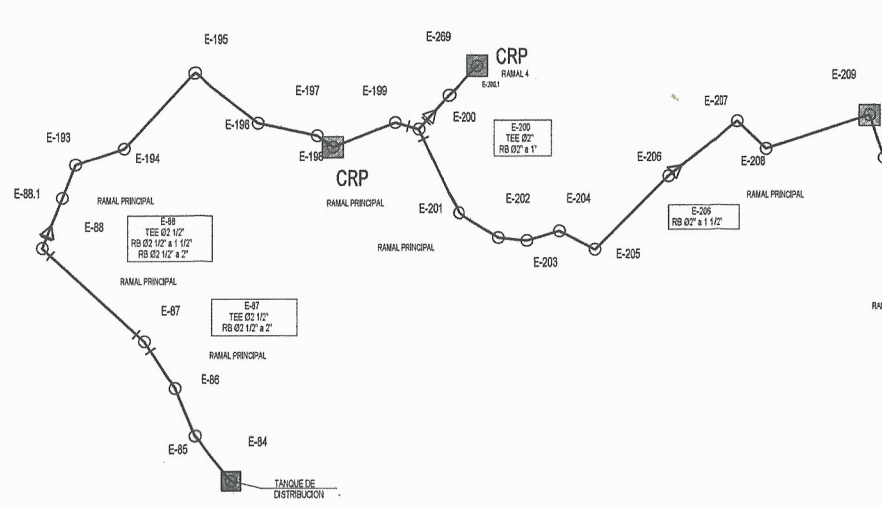 E-195
E-269
CRP
RAMAL 4
E-200.1
E-209
E-197
E-199
E-207
E-196
E-200
E-200
TEE Ø2"
RB Ø2" a 1"
E-193
E-194
E-198
E-206
E-208
CRP
RAMAL PRINCIPAL
E-88.1
RAMAL PRINCIPAL
E-201
E-202
E-204
RAMAL PRINCIPAL
E-206
RB Ø2" a 1 1/2"
E-88
E-88
TEE Ø2 1/2"
RB Ø2 1/2" a 1 1/2"
RB Ø2 1/2" a 2"
RAMAL PRINCIPAL
E-203
E-205
RAMAL PRINCIPAL
E-87
E-87
TEE Ø2 1/2"
RB Ø2 1/2" a 2"
RAMAL PRINCIPAL
E-86
E-85
E-84
TANQUE DE
DISTRIBUCION